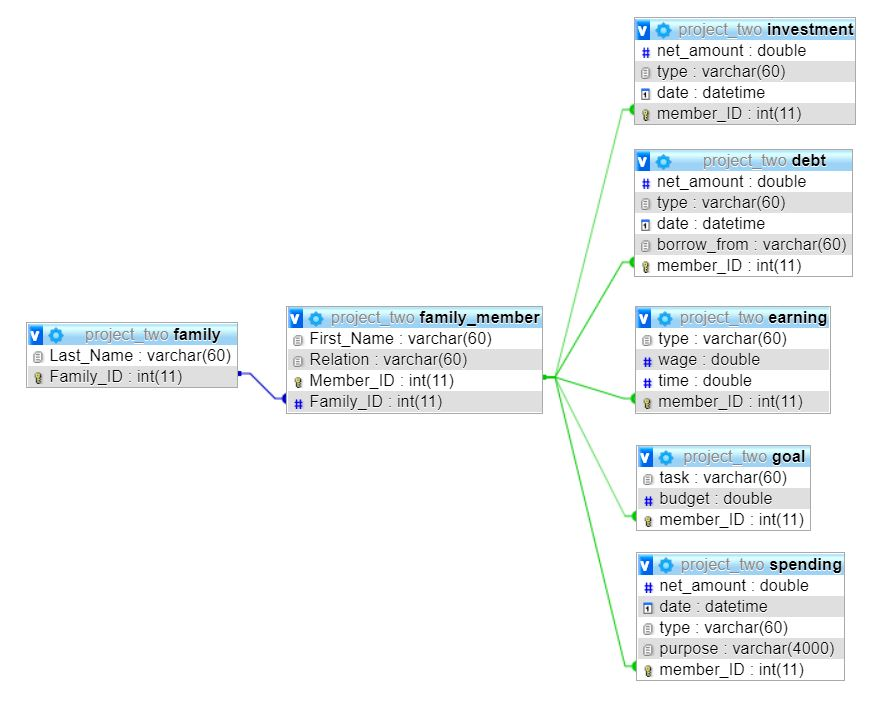 project_two family
Last_Name : varchar(60)
Family_ID : int(11)
project_two family_member
First_Name : varchar(60)
Relation : varchar(60)
Member_ID : int(11)
Family_ID : int(11)
project_two investment
net_amount : double
type : varchar(60)
date : datetime
member_ID : int(11)
project_two debt
net_amount : double
type : varchar(60)
date : datetime
borrow_from : varchar(60)
member_ID : int(11)
project_two earning
type : varchar(60)
wage : double
time : double
member_ID : int(11)
project_two goal
task : varchar(60)
budget : double
member_ID : int(11)
project_two spending
net_amount : double
date : datetime
type : varchar(60)
purpose : varchar(4000)
member_ID : int(11)